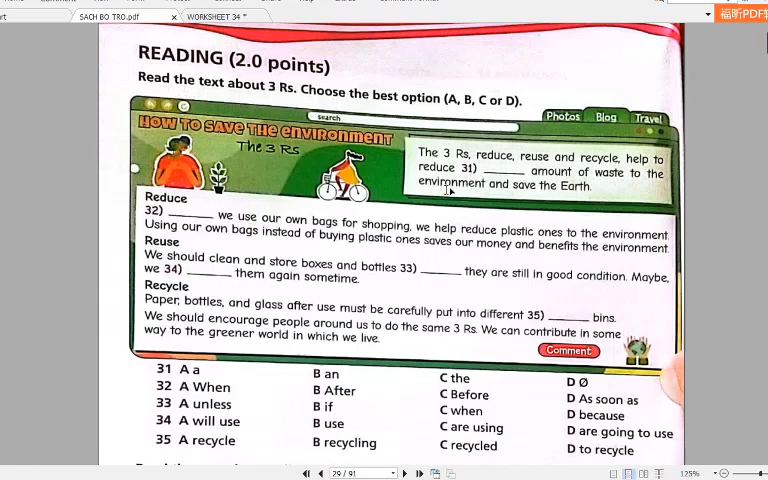 SACH BO TRO.pdf
WORKSHEET 34 *
READING (2.0 points)
Read the text about 3 Rs. Choose the best option (A, B, C or D).
search
Photos Blog Travel
HOW TO SAVE THE ENVIRONMENT
The 3 Rs
The 3 Rs, reduce, reuse and recycle, help to
reduce 31) ______ amount of waste to the
environment and save the Earth.
Reduce
32) ______ we use our own bags for shopping, we help reduce plastic ones to the environment.
Using our own bags instead of buying plastic ones saves our money and benefits the environment.
Reuse
We should clean and store boxes and bottles 33) ______ they are still in good condition. Maybe,
we 34) ______ them again sometime.
Recycle
Paper, bottles, and glass after use must be carefully put into different 35) ______ bins.
We should encourage people around us to do the same 3 Rs. We can contribute in some
way to the greener world in which we live.
Comment
31 A a B an C the D Ø
32 A When B After C Before D As soon as
33 A unless B if C when D because
34 A will use B use C are using D are going to use
35 A recycle B recycling C recycled D to recycle
29 / 91
125%